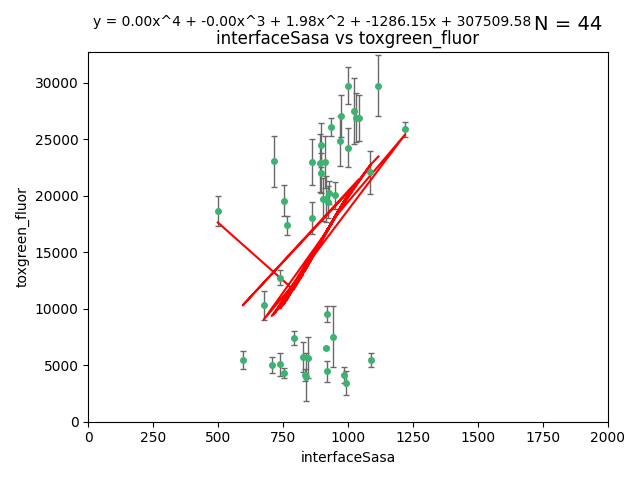 y = 0.00x^4 + -0.00x^3 + 1.98x^2 + -1286.15x + 307509.58 N = 44
interfaceSasa vs toxgreen_fluor
30000
25000
20000
15000
10000
5000
0
toxgreen_fluor
0 250 500 750 1000 1250 1500 1750 2000
interfaceSasa